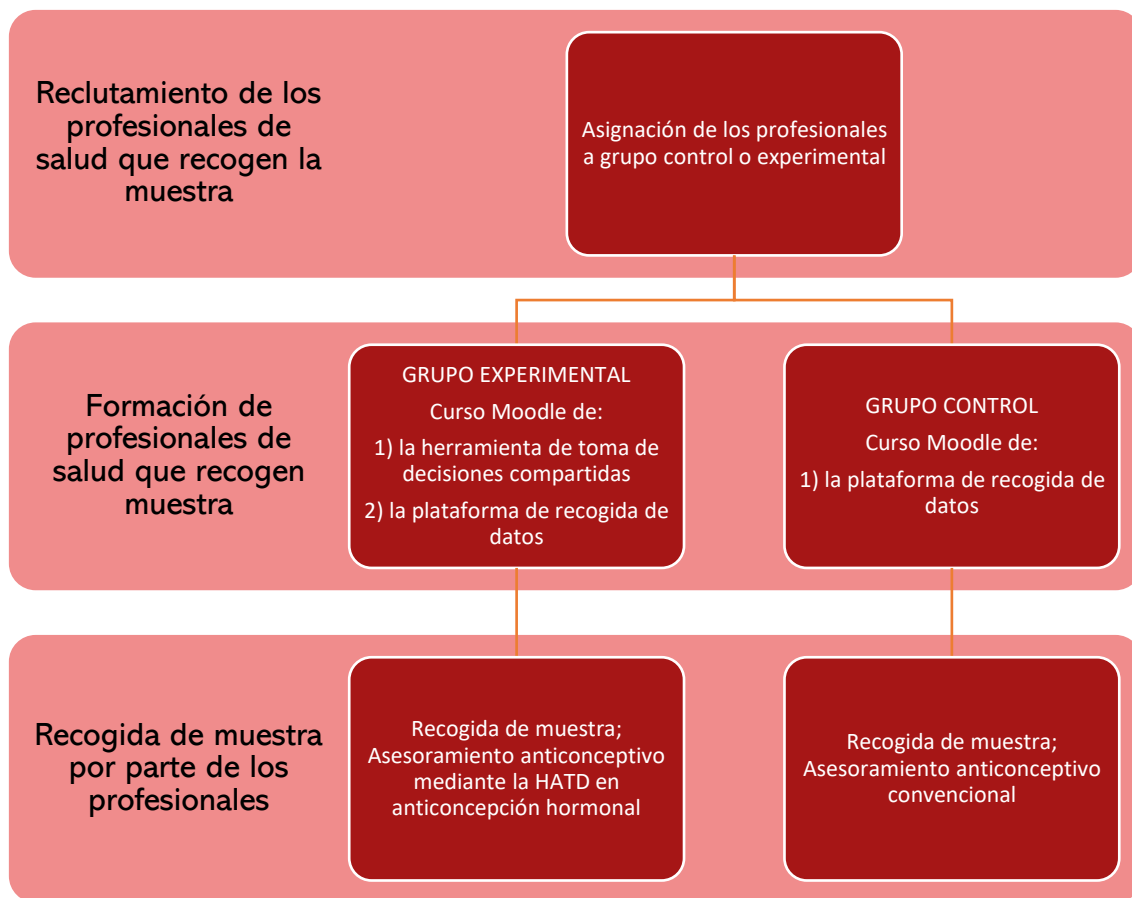 Reclutamiento de los
profesionales de
salud que recogen la
muestra
Asignación de los profesionales
a grupo control o experimental
Formación de
profesionales de
salud que recogen
muestra
GRUPO EXPERIMENTAL
Curso Moodle de:
1) la herramienta de toma de
decisiones compartidas
2) la plataforma de recogida de
datos
GRUPO CONTROL
Curso Moodle de:
1) la plataforma de recogida de
datos
Recogida de muestra
por parte de los
profesionales
Recogida de muestra;
Asesoramiento anticonceptivo
mediante la HATD en
anticoncepción hormonal
Recogida de muestra;
Asesoramiento anticonceptivo
convencional